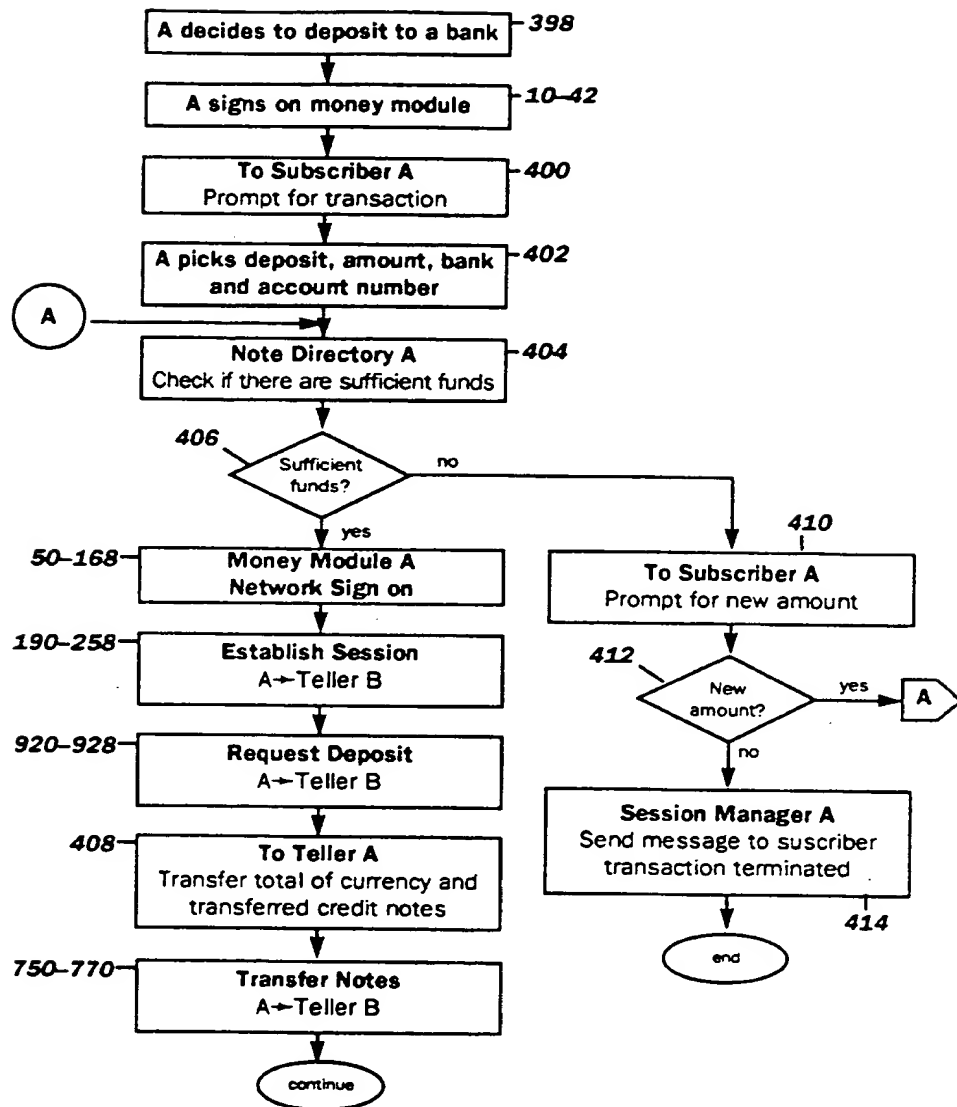 A decides to deposit to a bank
398
A signs on money module
10–42
To Subscriber A
Prompt for transaction
400
A picks deposit, amount, bank
and account number
402
A
Note Directory A
Check if there are sufficient funds
404
406
Sufficient
funds?
no
yes
50–168
Money Module A
Network Sign on
410
To Subscriber A
Prompt for new amount
190–258
Establish Session
A→Teller B
412
New
amount?
yes
A
no
920–928
Request Deposit
A→Teller B
408
To Teller A
Transfer total of currency and
transferred credit notes
Session Manager A
Send message to suscriber
transaction terminated
414
end
750–770
Transfer Notes
A→Teller B
continue